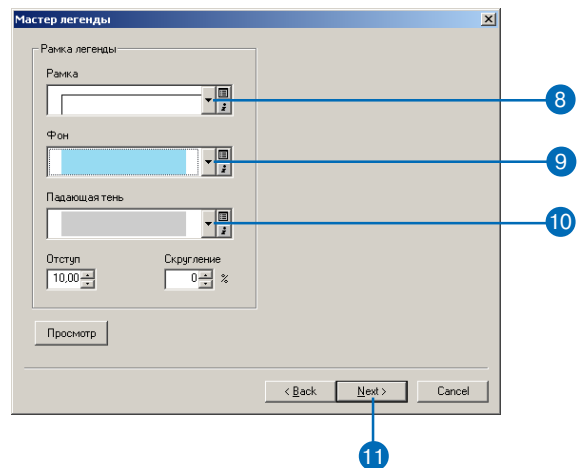 Мастер легенды
Рамка легенды
Рамка
8
Фон
9
Падающая тень
10
Отступ Скругление
10,00 0 %
Просмотр
< Back Next > Cancel
11